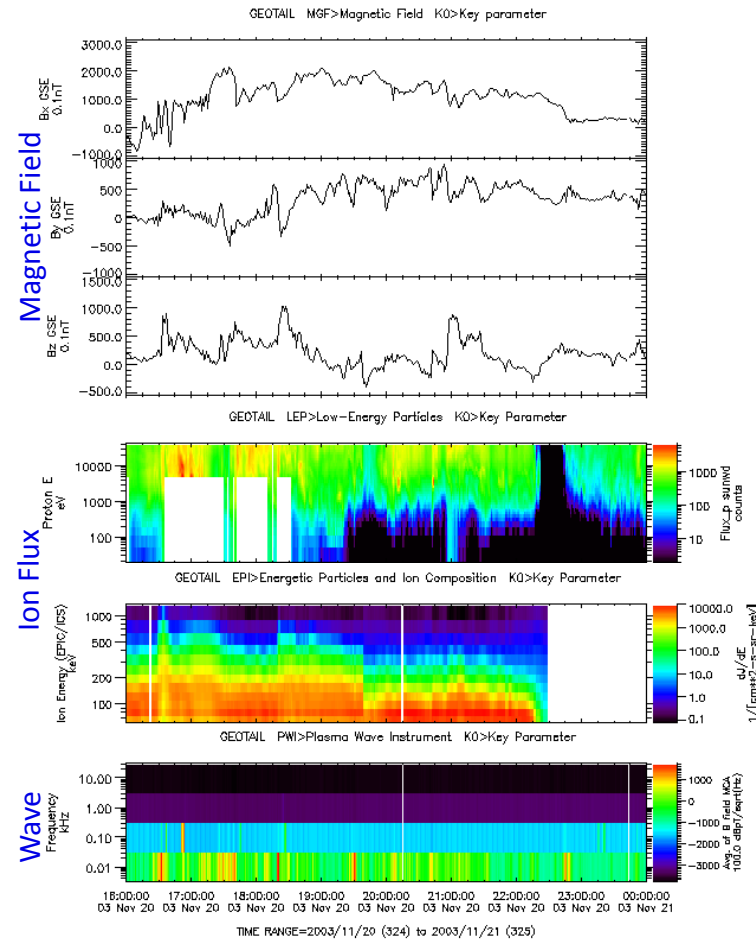 GEOTAIL MGF>Magnetic Field K0>Key parameter
Magnetic Field
Bx GSE
0.1nT
3000.0
2000.0
1000.0
0.0
-1000.0
By GSE
0.1nT
1000
500
0
-500
-1000
Bz GSE
0.1nT
1500.0
1000.0
500.0
0.0
-500.0
GEOTAIL LEP>Low-Energy Particles K0>Key Parameter
Ion Flux
Proton E
eV
10000
1000
100
1000
100
10
Flux_p sunwd
counts
GEOTAIL EPI>Energetic Particles and Ion Composition K0>Key Parameter
Ion Energy (EPIC/ICS)
keV
1000
500
200
100
10000.0
1000.0
100.0
10.0
1.0
0.1
dJ/dE
1/[cm**2-s-sr-keV]
GEOTAIL PWI>Plasma Wave Instrument K0>Key Parameter
Wave
Frequency
kHz
10.00
1.00
0.10
0.01
1000
0
-1000
-2000
-3000
Avg. of B field MCA
100.0 dBpT/sqrt(Hz)
16:00:00 17:00:00 18:00:00 19:00:00 20:00:00 21:00:00 22:00:00 23:00:00 00:00:00
03 Nov 20 03 Nov 20 03 Nov 20 03 Nov 20 03 Nov 20 03 Nov 20 03 Nov 20 03 Nov 20 03 Nov 21
TIME RANGE=2003/11/20 (324) to 2003/11/21 (325)